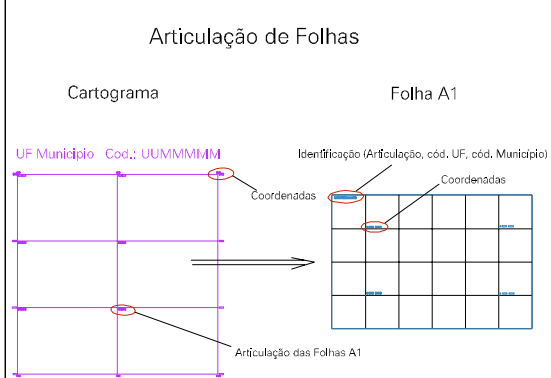 Articulação de Folhas
Cartograma
Folha A1
UF Municipio Cod.: UUMMMMM
Identificação (Articulação, cód. UF, cód. Município)
Coordenadas
Coordenadas
Articulação das Folhas A1